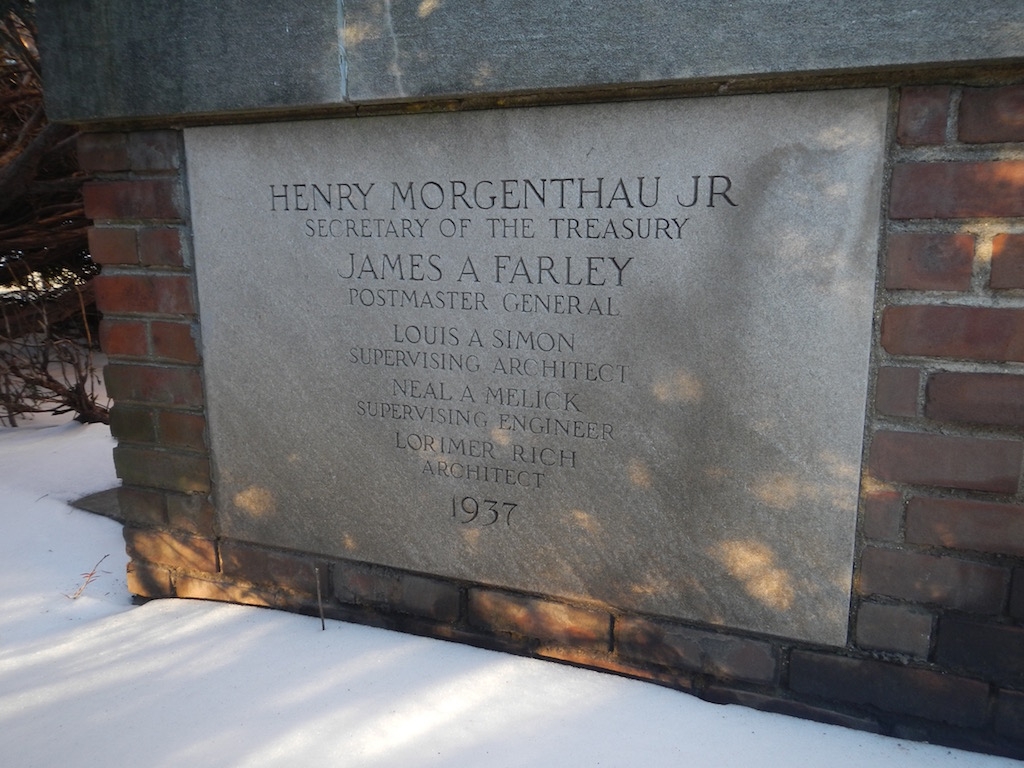 HENRY MORGENTHAU JR
SECRETARY OF THE TREASURY
JAMES A FARLEY
POSTMASTER GENERAL
LOUIS A SIMON
SUPERVISING ARCHITECT
NEAL A MELICK
SUPERVISING ENGINEER
LORIMER RICH
ARCHITECT
1937